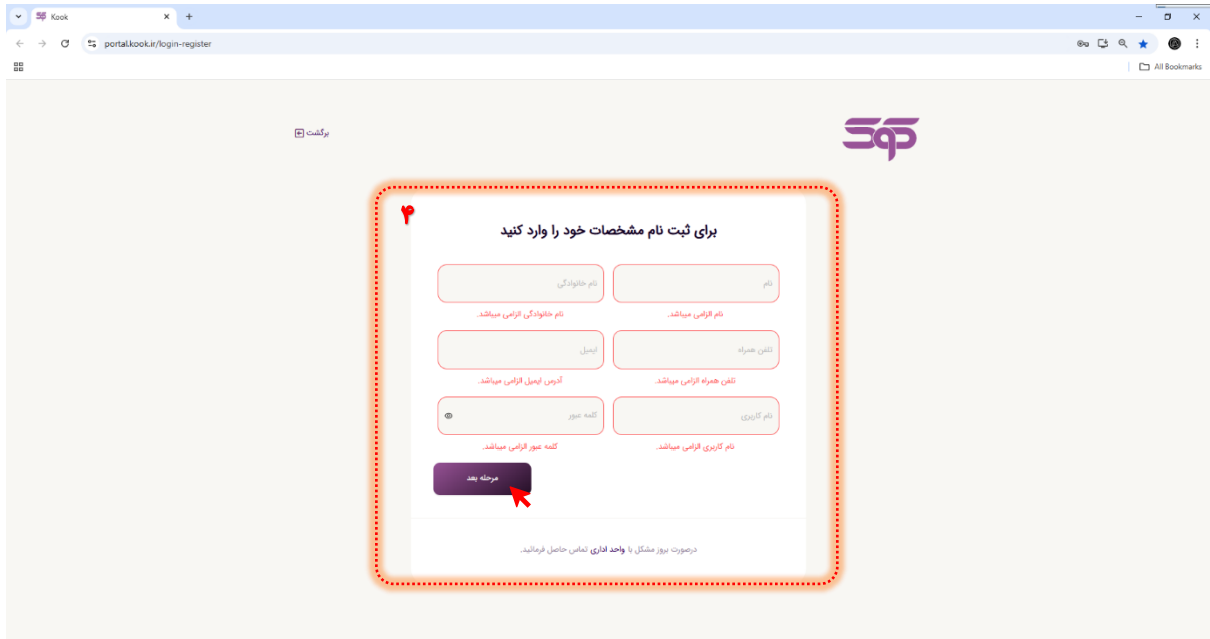 Kook
portal.kook.ir/login-register
All Bookmarks
کوک
برگشت
۴
برای ثبت نام مشخصات خود را وارد کنید
نام
نام خانوادگی
نام الزامی میباشد.
نام خانوادگی الزامی میباشد.
تلفن همراه
ایمیل
تلفن همراه الزامی میباشد.
آدرس ایمیل الزامی میباشد.
نام کاربری
کلمه عبور
نام کاربری الزامی میباشد.
کلمه عبور الزامی میباشد.
مرحله بعد
درصورت بروز مشکل با واحد اداری تماس حاصل فرمائید.